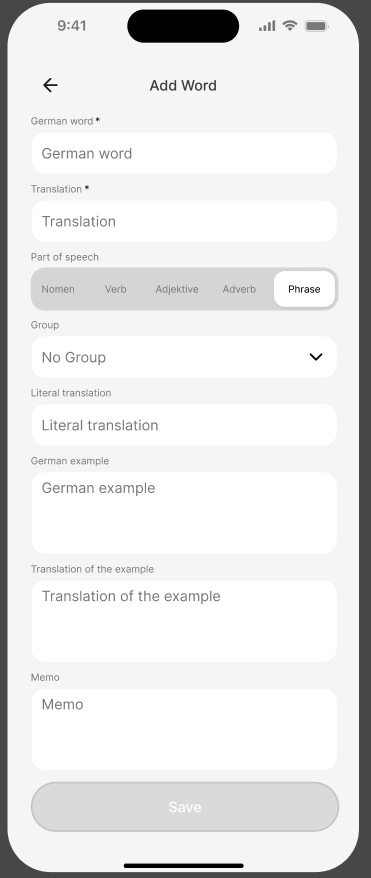 9:41
Add Word
German word *
German word
Translation *
Translation
Part of speech
Nomen Verb Adjektive Adverb Phrase
Group
No Group
Literal translation
Literal translation
German example
German example
Translation of the example
Translation of the example
Memo
Memo
Save